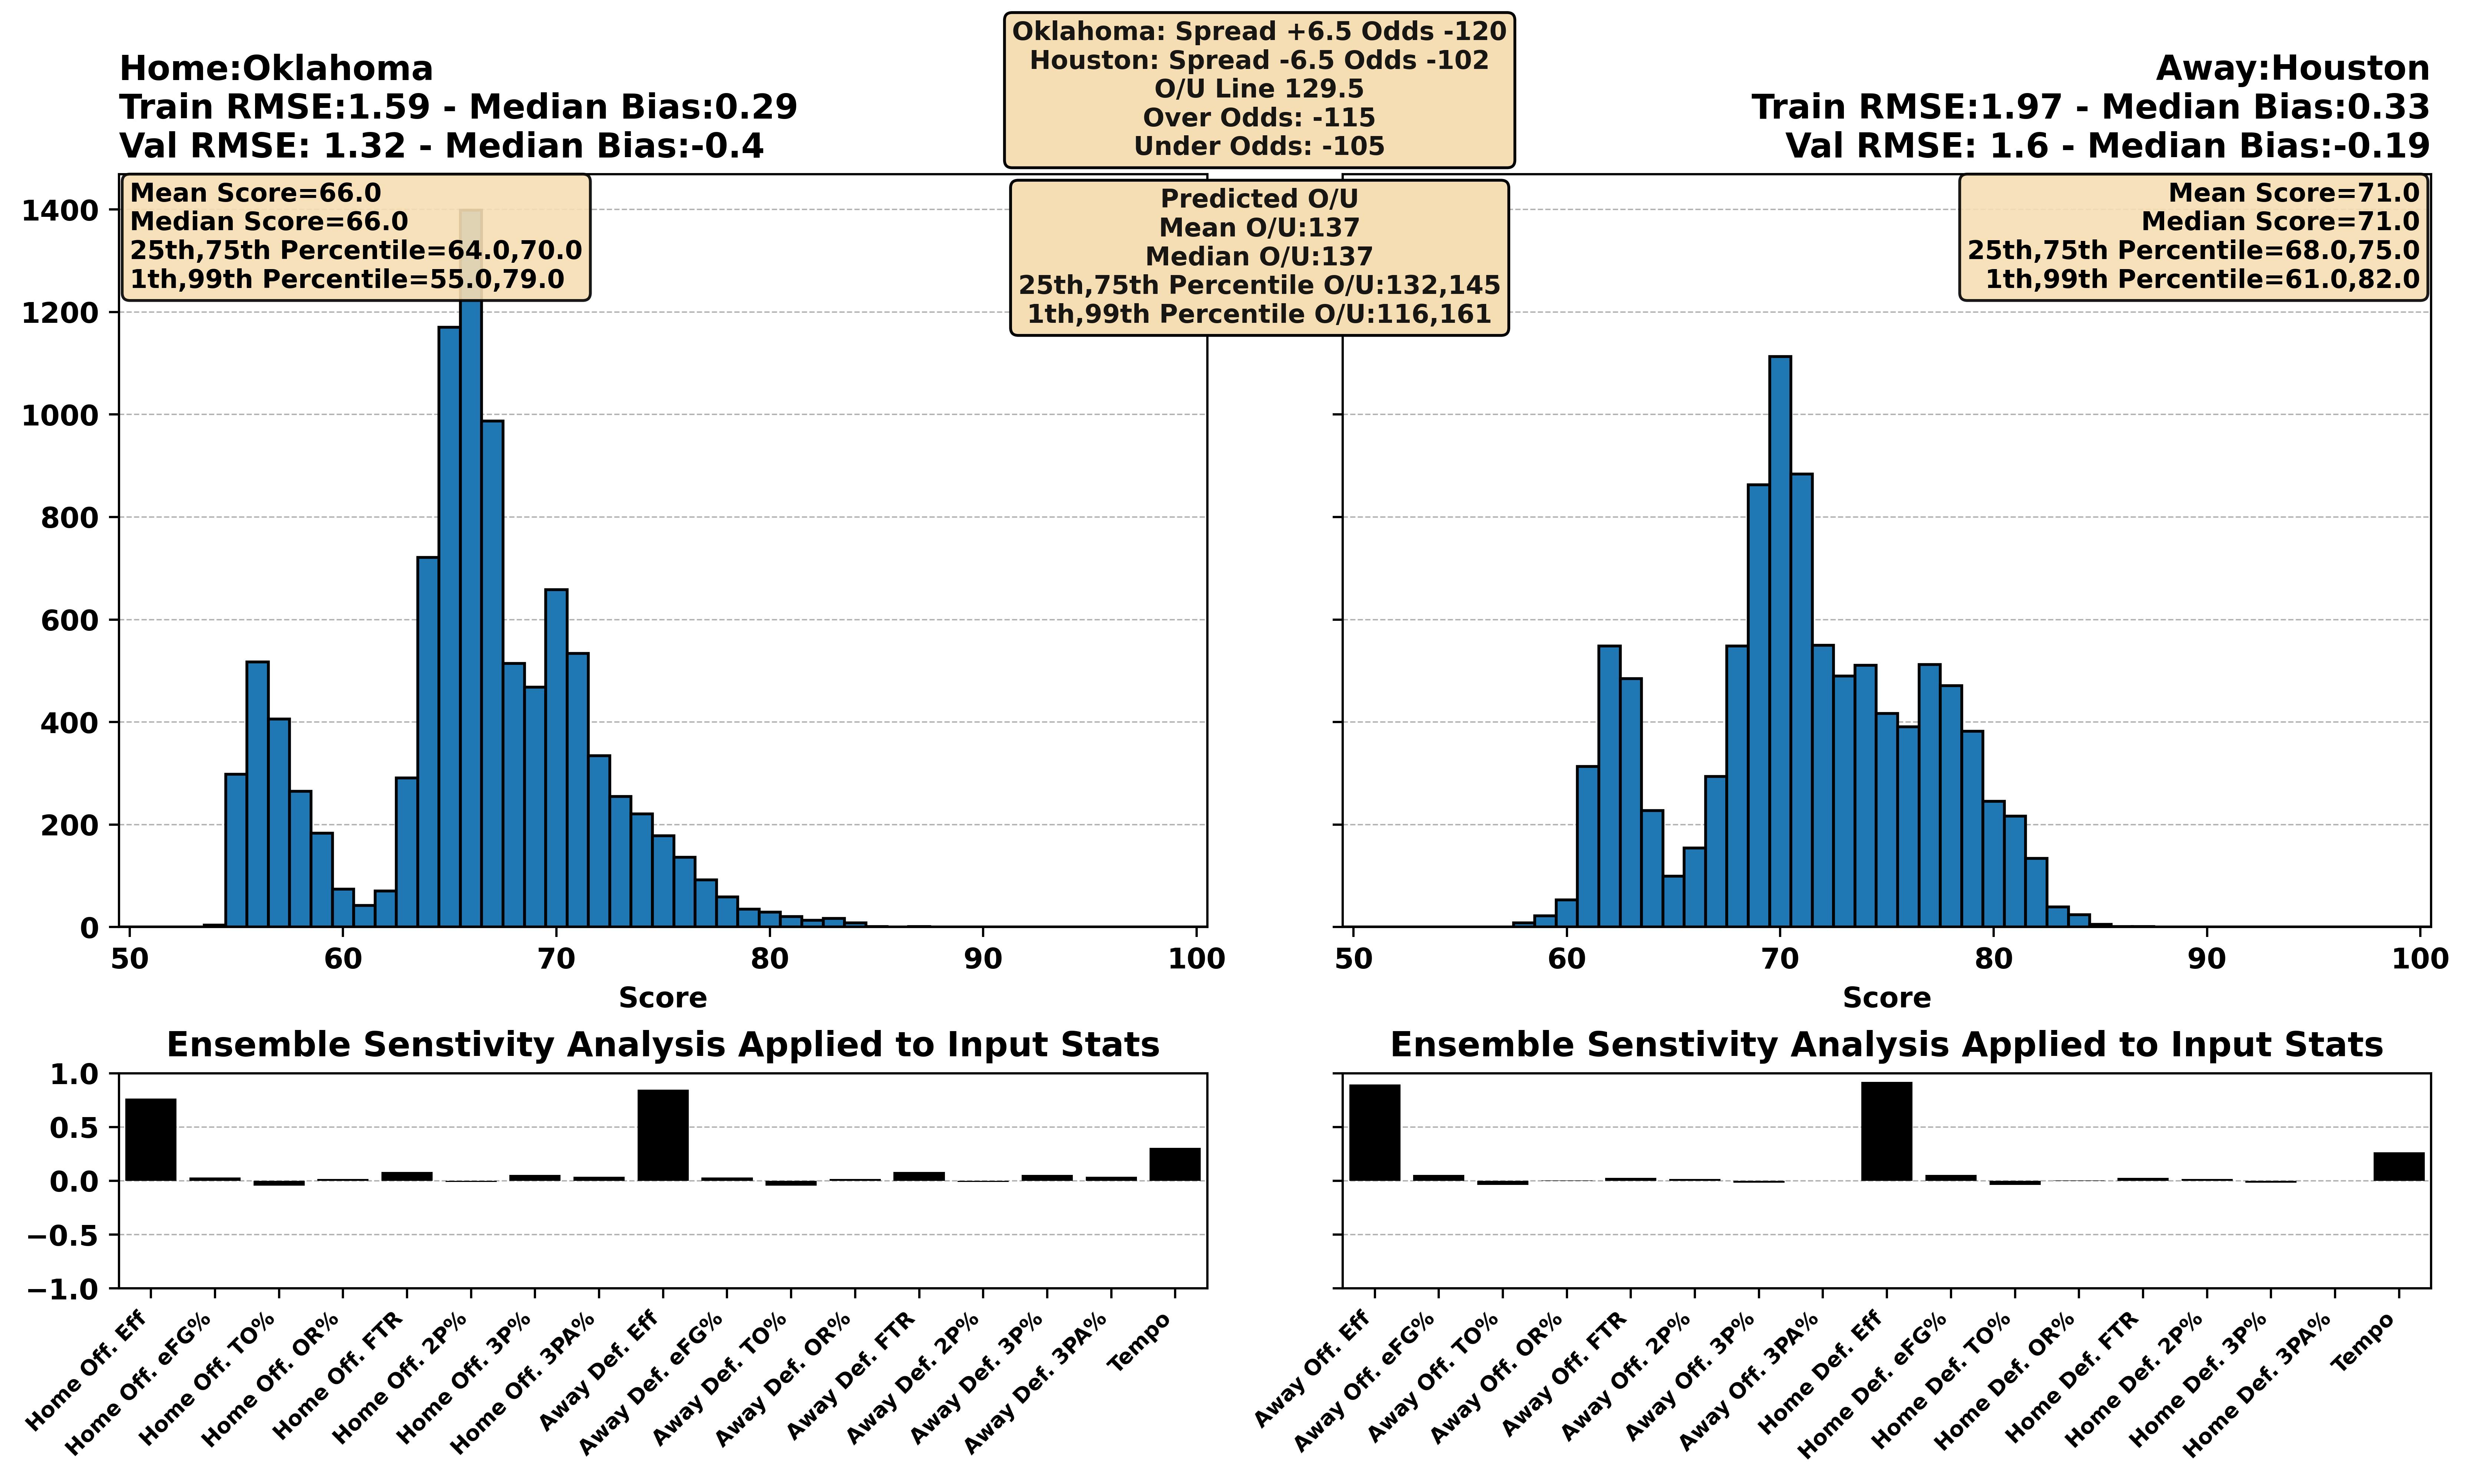 Oklahoma: Spread +6.5 Odds -120
Houston: Spread -6.5 Odds -102
O/U Line 129.5
Over Odds: -115
Under Odds: -105
Home:Oklahoma
Train RMSE:1.59 - Median Bias:0.29
Val RMSE: 1.32 - Median Bias:-0.4
Away:Houston
Train RMSE:1.97 - Median Bias:0.33
Val RMSE: 1.6 - Median Bias:-0.19
Mean Score=66.0
Median Score=66.0
25th,75th Percentile=64.0,70.0
1th,99th Percentile=55.0,79.0
Predicted O/U
Mean O/U:137
Median O/U:137
25th,75th Percentile O/U:132,145
1th,99th Percentile O/U:116,161
Mean Score=71.0
Median Score=71.0
25th,75th Percentile=68.0,75.0
1th,99th Percentile=61.0,82.0
1400
1200
1000
800
600
400
200
0
50 60 70 80 90 100
Score
50 60 70 80 90 100
Score
Ensemble Senstivity Analysis Applied to Input Stats
1.0
0.5
0.0
−0.5
−1.0
Home Off. Eff
Home Off. eFG%
Home Off. TO%
Home Off. OR%
Home Off. FTR
Home Off. 2P%
Home Off. 3P%
Home Off. 3PA%
Away Def. Eff
Away Def. eFG%
Away Def. TO%
Away Def. OR%
Away Def. FTR
Away Def. 2P%
Away Def. 3P%
Away Def. 3PA%
Tempo
Ensemble Senstivity Analysis Applied to Input Stats
Away Off. Eff
Away Off. eFG%
Away Off. TO%
Away Off. OR%
Away Off. FTR
Away Off. 2P%
Away Off. 3P%
Away Off. 3PA%
Home Def. Eff
Home Def. eFG%
Home Def. TO%
Home Def. OR%
Home Def. FTR
Home Def. 2P%
Home Def. 3P%
Home Def. 3PA%
Tempo